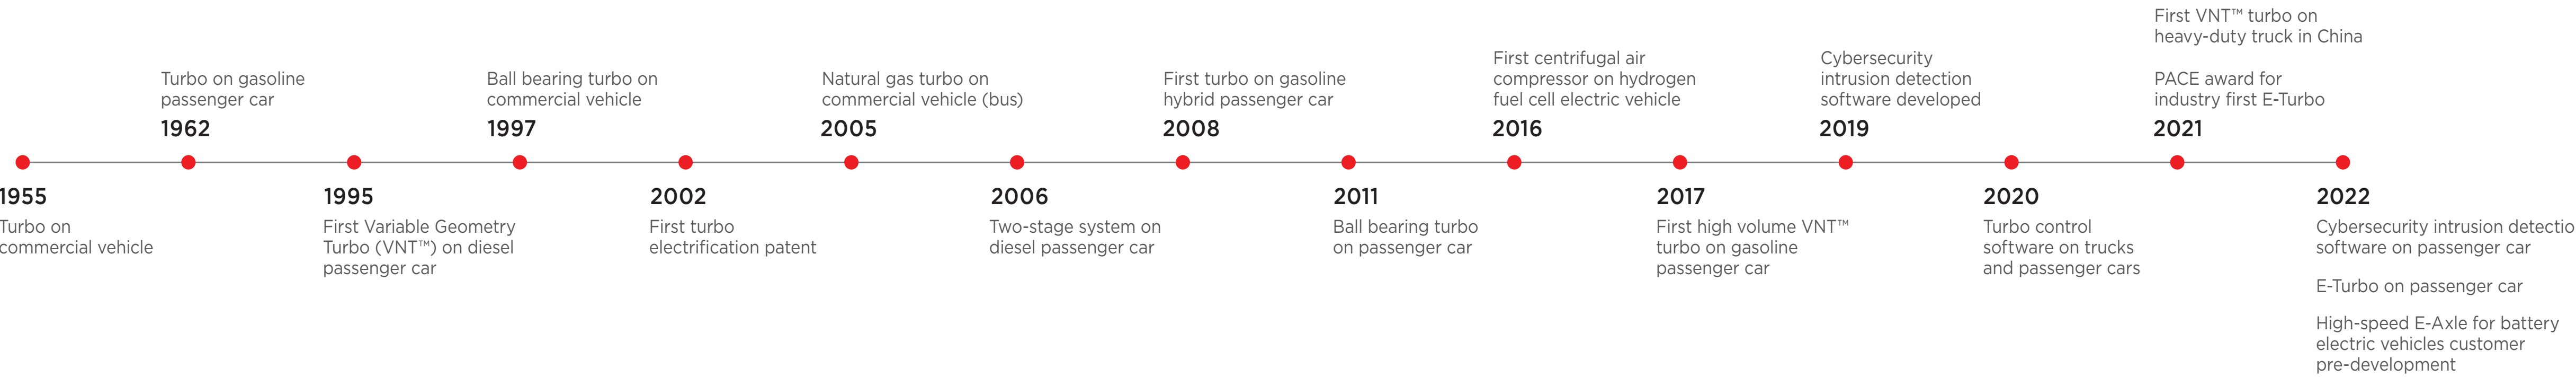 1955
Turbo on
commercial vehicle
Turbo on gasoline
passenger car
1962
1995
First Variable Geometry
Turbo (VNT™) on diesel
passenger car
Ball bearing turbo on
commercial vehicle
1997
2002
First turbo
electrification patent
Natural gas turbo on
commercial vehicle (bus)
2005
2006
Two-stage system on
diesel passenger car
First turbo on gasoline
hybrid passenger car
2008
2011
Ball bearing turbo
on passenger car
First centrifugal air
compressor on hydrogen
fuel cell electric vehicle
2016
2017
First high volume VNT™
turbo on gasoline
passenger car
Cybersecurity
intrusion detection
software developed
2019
2020
Turbo control
software on trucks
and passenger cars
First VNT™ turbo on
heavy-duty truck in China
PACE award for
industry first E-Turbo
2021
2022
Cybersecurity intrusion detectio
software on passenger car
E-Turbo on passenger car
High-speed E-Axle for battery
electric vehicles customer
pre-development